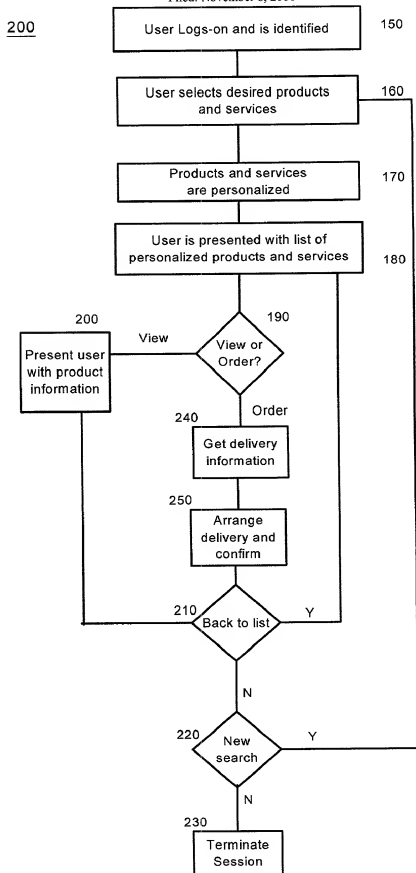 200
150
User Logs-on and is identified
160
User selects desired products
and services
170
Products and services
are personalized
180
User is presented with list of
personalized products and services
190
View or
Order?
View
200
Present user
with product
information
Order
240
Get delivery
information
250
Arrange
delivery and
confirm
210
Back to list
Y
N
220
New
search
Y
N
230
Terminate
Session